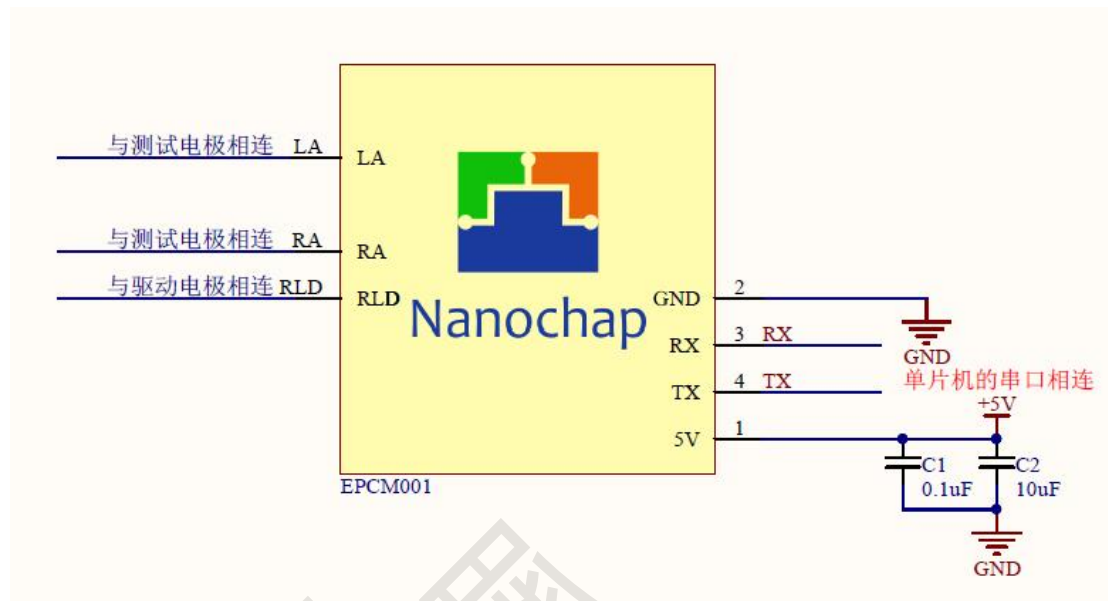 与测试电极相连 LA
LA
与测试电极相连 RA
RA
与驱动电极相连 RLD
RLD
Nanochap
GND 2
GND
RX 3 RX
单片机的串口相连
TX 4 TX
+5V
5V 1
C1
0.1uF
C2
10uF
EPCM001
GND